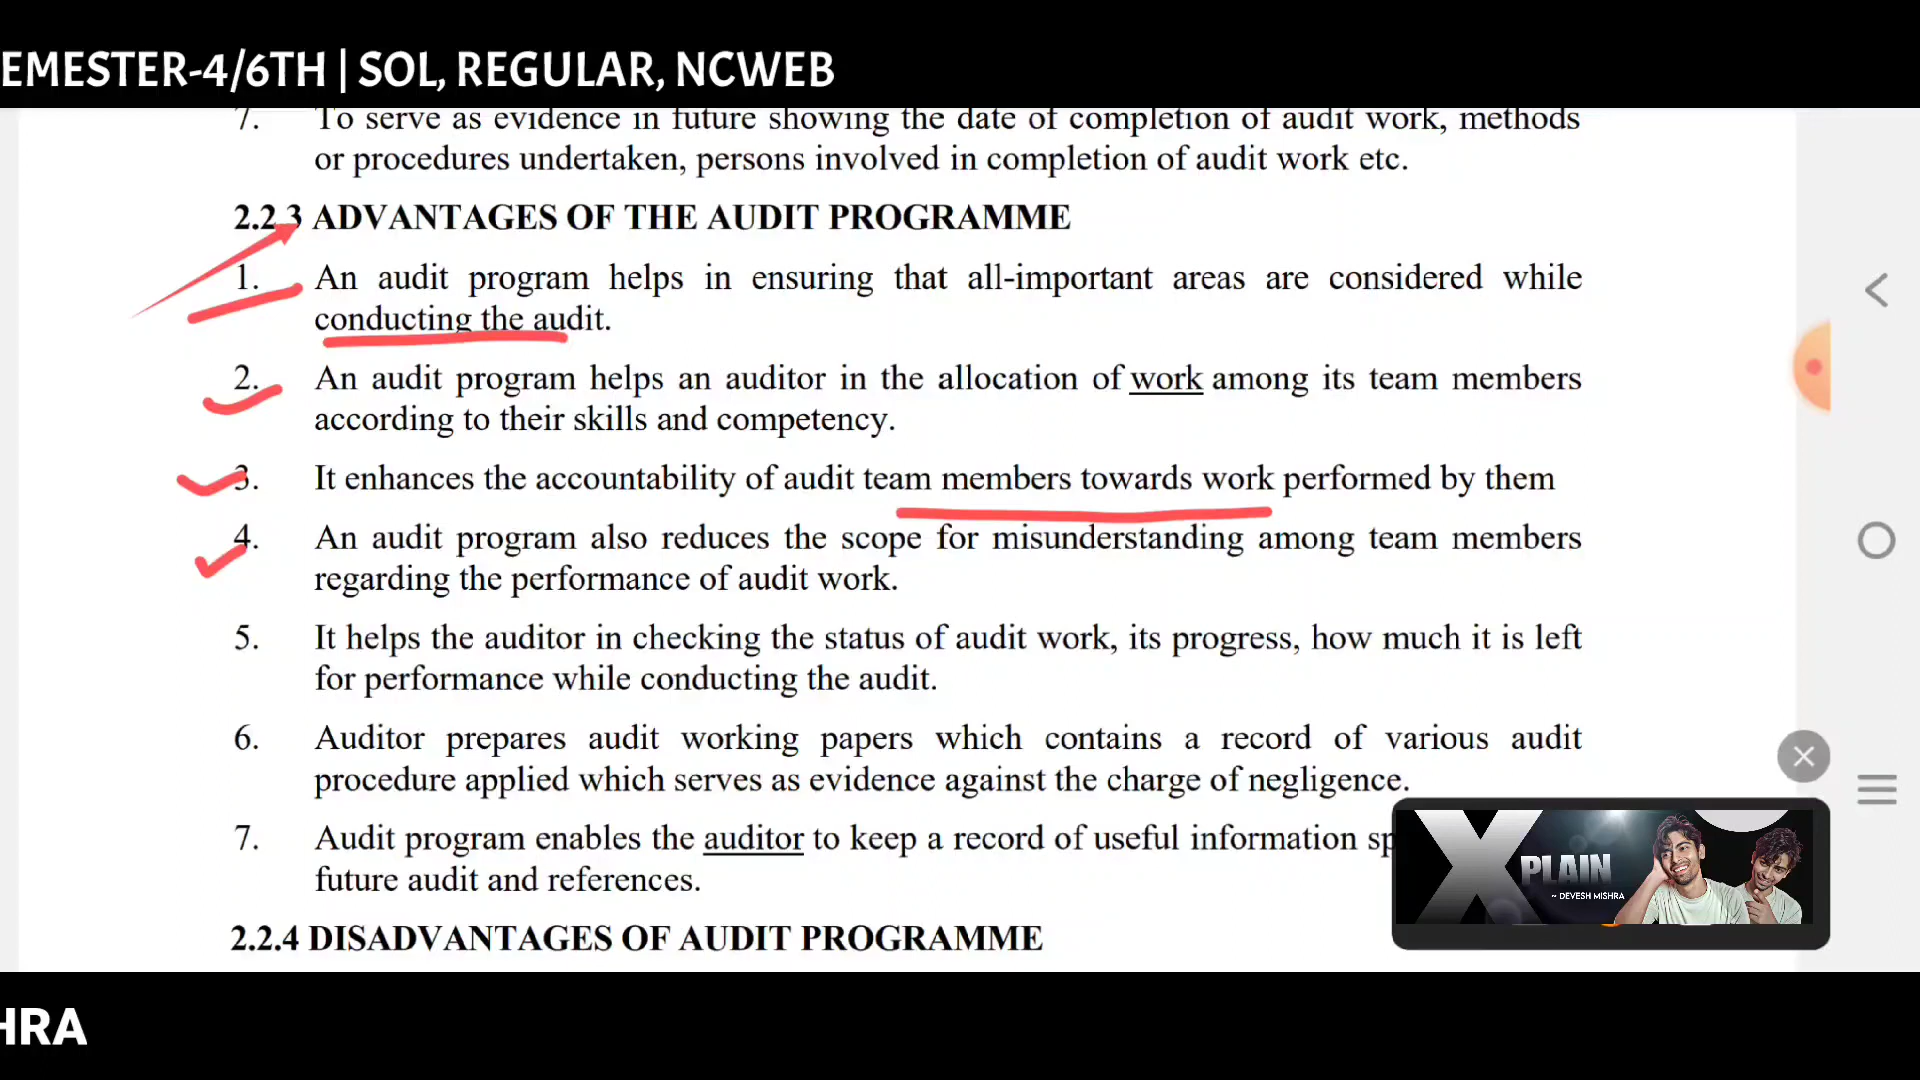 EMESTER-4/6TH | SOL, REGULAR, NCWEB
7. To serve as evidence in future showing the date of completion of audit work, methods
or procedures undertaken, persons involved in completion of audit work etc.
2.2.3 ADVANTAGES OF THE AUDIT PROGRAMME
1. An audit program helps in ensuring that all-important areas are considered while
conducting the audit.
2. An audit program helps an auditor in the allocation of work among its team members
according to their skills and competency.
3. It enhances the accountability of audit team members towards work performed by them
4. An audit program also reduces the scope for misunderstanding among team members
regarding the performance of audit work.
5. It helps the auditor in checking the status of audit work, its progress, how much it is left
for performance while conducting the audit.
6. Auditor prepares audit working papers which contains a record of various audit
procedure applied which serves as evidence against the charge of negligence.
7. Audit program enables the auditor to keep a record of useful information sp
future audit and references.
XPLAIN
~ DEVESH MISHRA
2.2.4 DISADVANTAGES OF AUDIT PROGRAMME
HRA